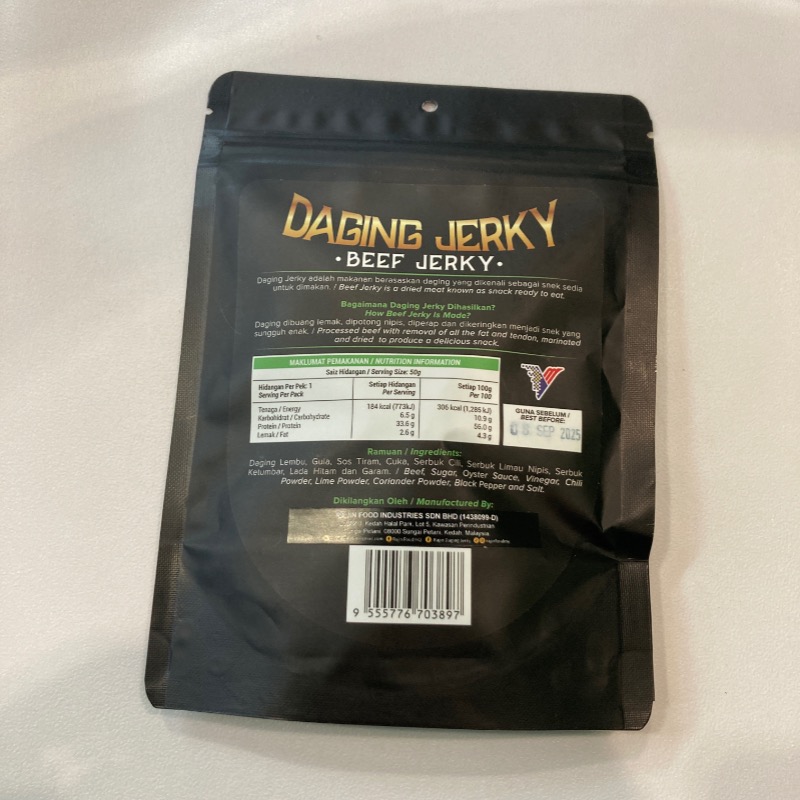 DAGING JERKY
• BEEF JERKY •
Daging Jerky adalah makanan berasaskan daging yang dikenali sebagai snek sedia
untuk dimakan. / Beef Jerky is a dried meat known as snack ready to eat.
Bagaimana Daging Jerky Dihasilkan?
How Beef Jerky Is Made?
Daging dibuang lemak, dipotong nipis, diperap dan dikeringkan menjadi snek yang
sungguh enak. / Processed beef with removal of all the fat and tendon, marinated
and dried to produce a delicious snack.
MAKLUMAT PEMAKANAN / NUTRITION INFORMATION
Saiz Hidangan / Serving Size: 50g
Hidangan Per Pek: 1 Setiap Hidangan Setiap 100g
Serving Per Pack Per Serving Per 100
Tenaga / Energy 184 kcal (773kJ) 306 kcal (1,285 kJ)
Karbohidrat / Carbohydrate 6.5 g 10.9 g
Protein / Protein 33.6 g 56.0 g
Lemak / Fat 2.6 g 4.3 g
GUNA SEBELUM /
BEST BEFORE:
08 SEP 2025
Ramuan / Ingredients:
Daging Lembu, Gula, Sos Tiram, Cuka, Serbuk Cili, Serbuk Limau Nipis, Serbuk
Ketumbar, Lada Hitam dan Garam. / Beef, Sugar, Oyster Sauce, Vinegar, Chili
Powder, Lime Powder, Coriander Powder, Black Pepper and Salt.
Dikilangkan Oleh / Manufactured By:
FOOD INDUSTRIES SDN BHD (1438099-D)
Kedah Halal Park, Lot 5, Kawasan Perindustrian
Petani, 08000 Sungai Petani, Kedah, Malaysia
9 555776 703897